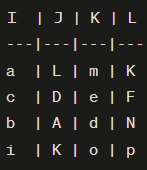 I | J | K | L
---|---|---|---
a | L | m | K
c | D | e | F
b | A | d | N
i | K | o | p